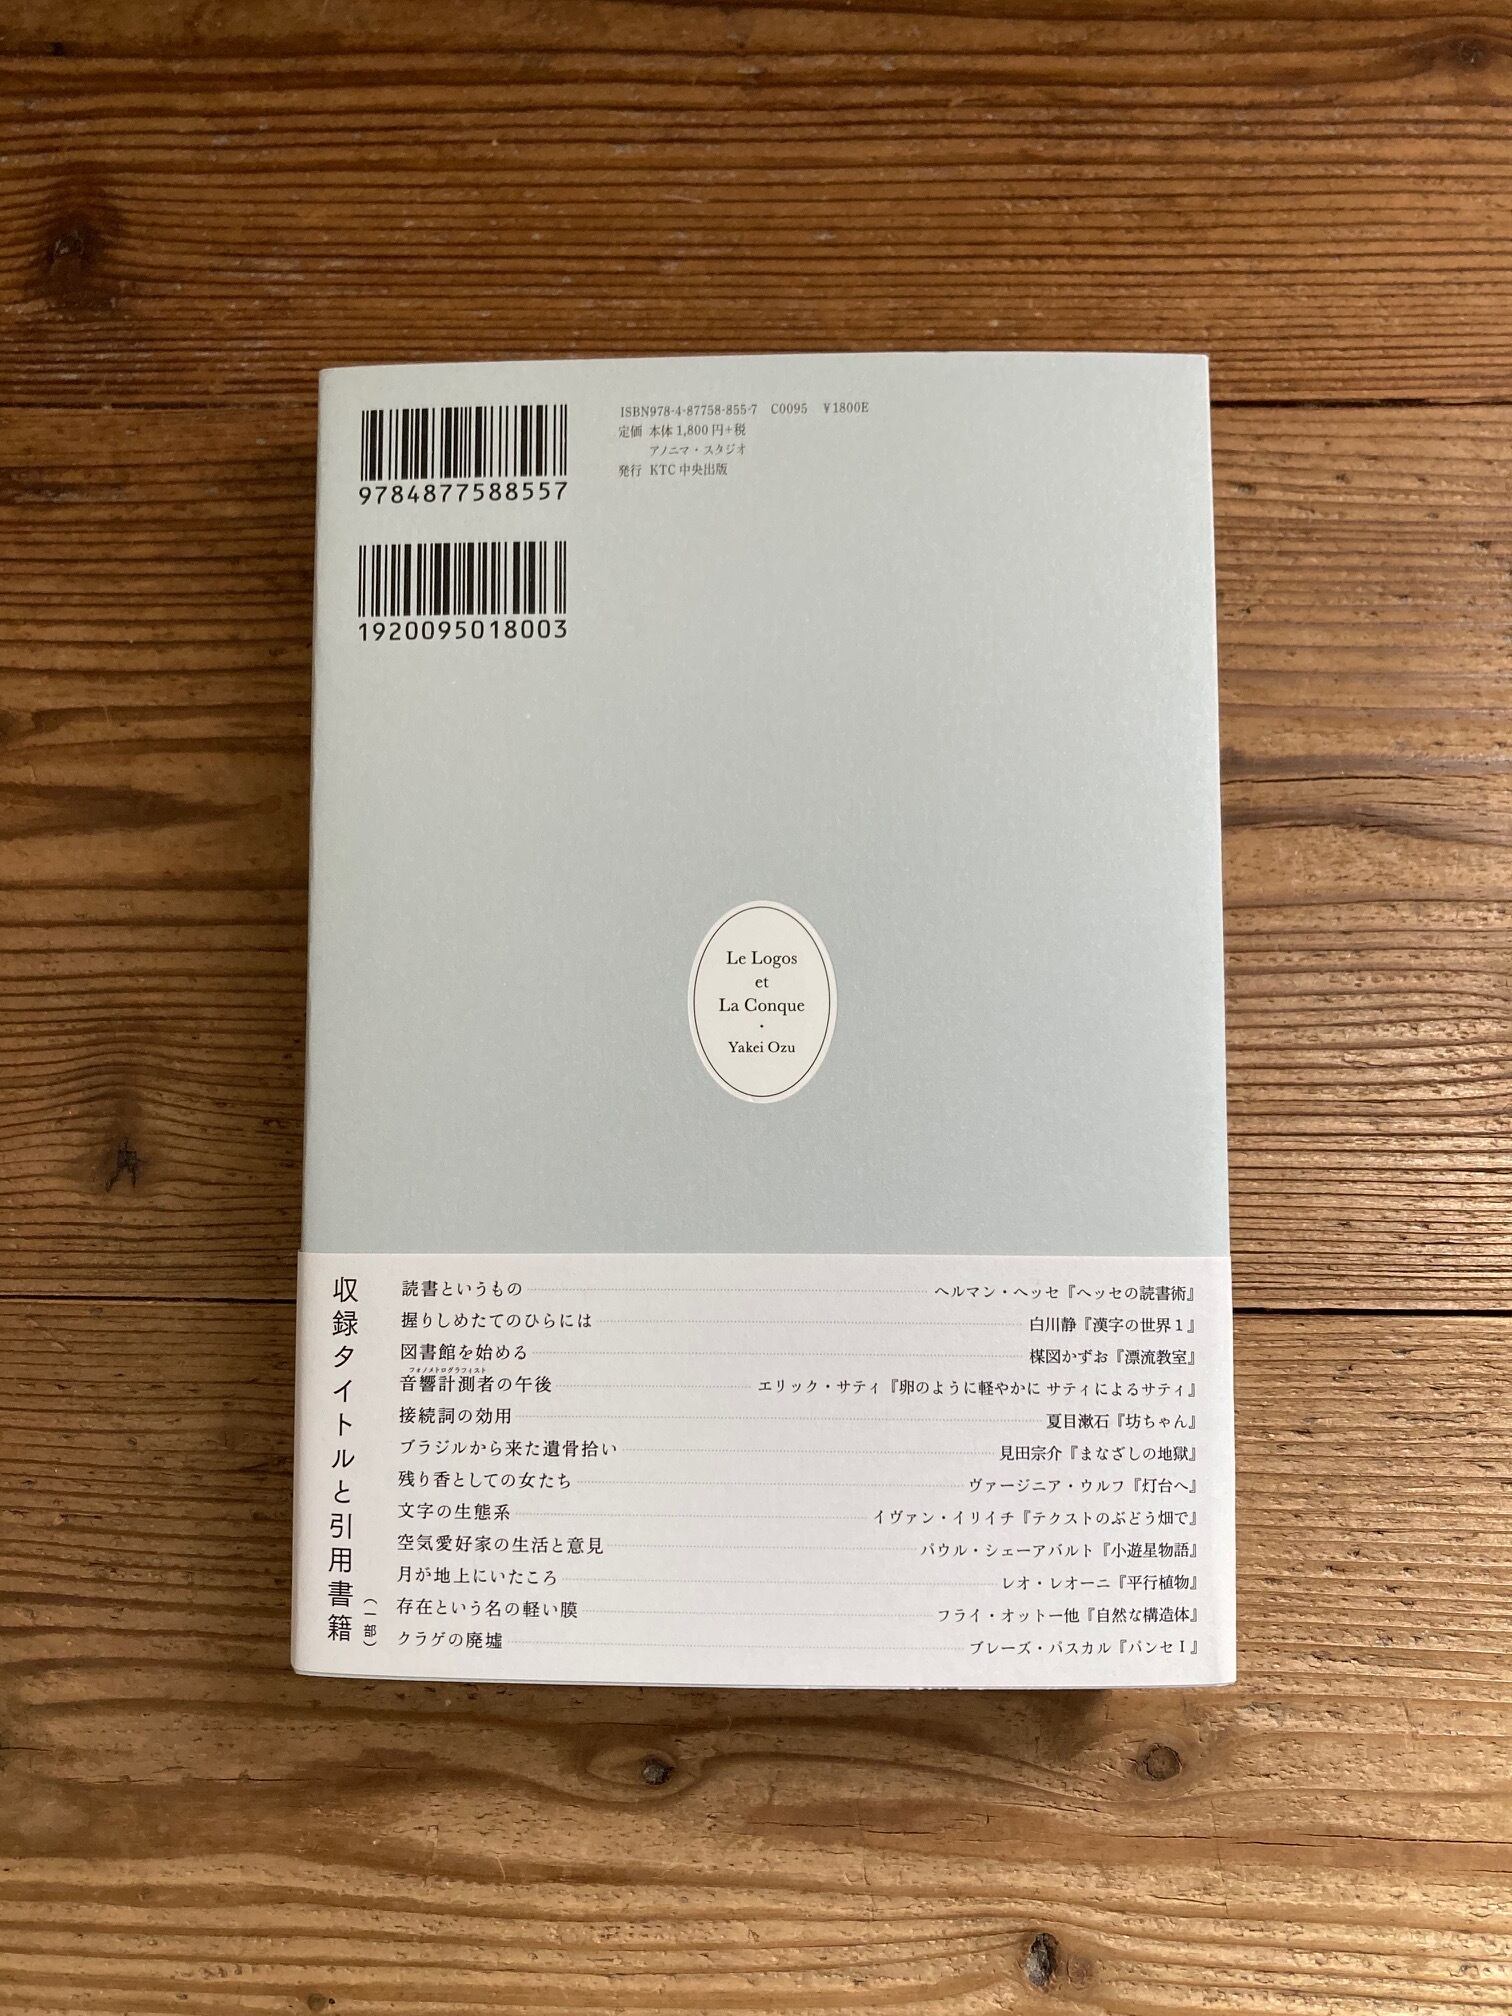 9784877588557
1920095018003
ISBN978-4-87758-855-7 C0095 ¥1800E
定価 本体1,800円+税
アノニマ・スタジオ
発行 KTC中央出版
Le Logos
et
La Conque
・
Yakei Ozu
収録タイトルと引用書籍(一部)
読書というもの ヘルマン・ヘッセ『ヘッセの読書術』
握りしめたてのひらには 白川静『漢字の世界1』
図書館を始める 楳図かずお『漂流教室』
フォノメトログラフィスト
音響計測者の午後 エリック・サティ『卵のように軽やかに サティによるサティ』
接続詞の効用 夏目漱石『坊ちゃん』
ブラジルから来た遺骨拾い 見田宗介『まなざしの地獄』
残り香としての女たち ヴァージニア・ウルフ『灯台へ』
文字の生態系 イヴァン・イリイチ『テクストのぶどう畑で』
空気愛好家の生活と意見 パウル・シェーアバルト『小遊星物語』
月が地上にいたころ レオ・レオーニ『平行植物』
存在という名の軽い膜 フライ・オットー他『自然な構造体』
クラゲの廃墟 ブレーズ・パスカル『パンセⅠ』